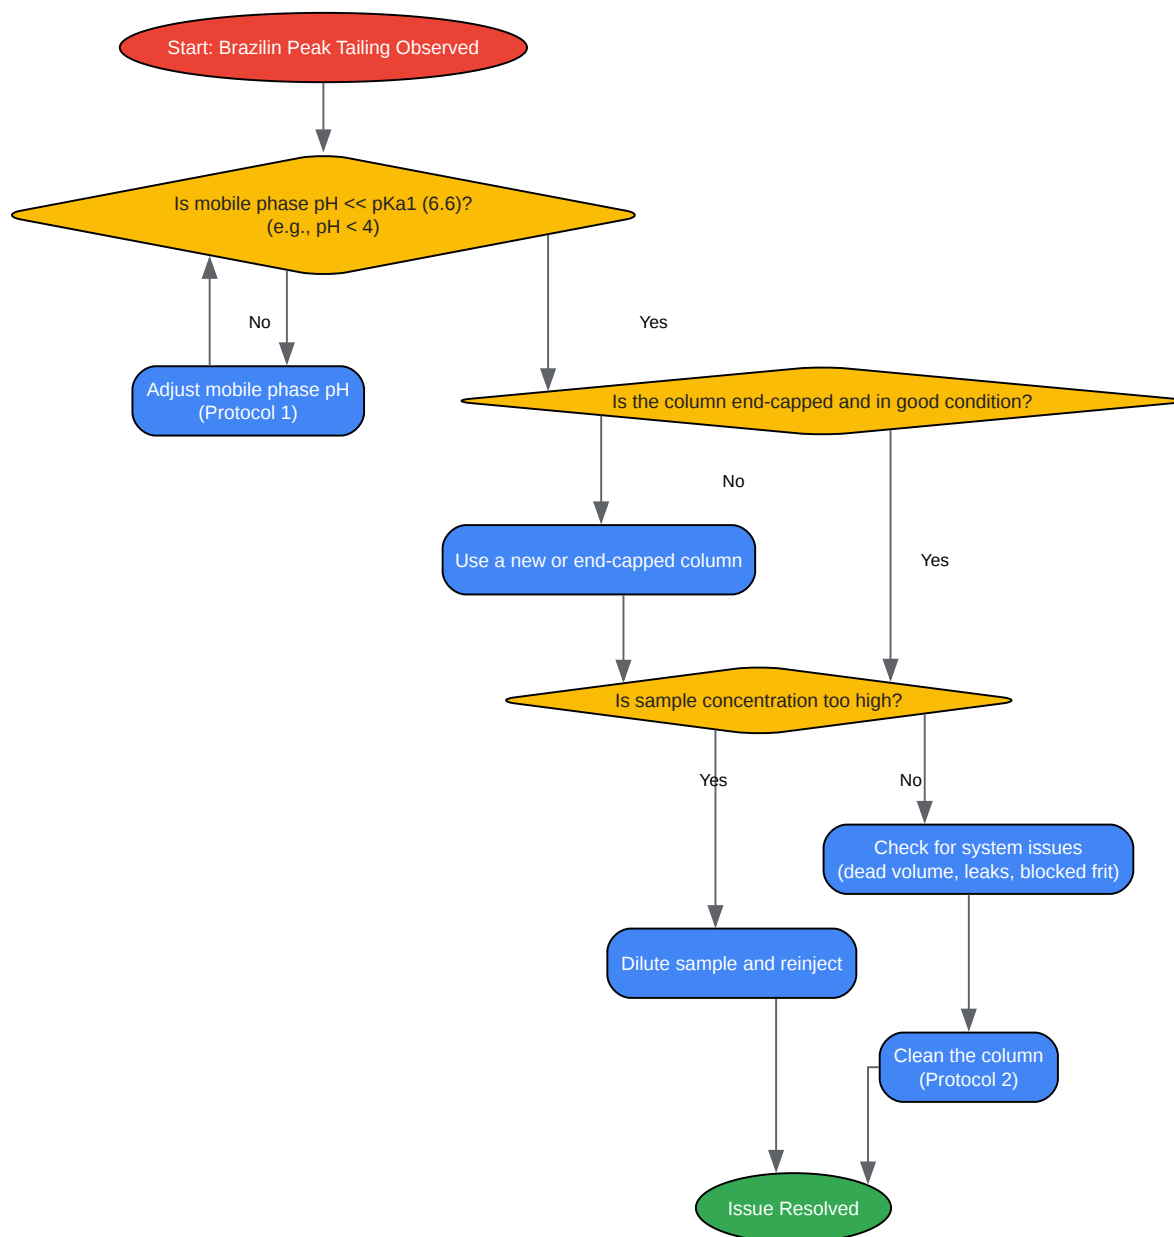 Start: Brazilin Peak Tailing Observed
Is mobile phase pH << pKa1 (6.6)?
(e.g., pH < 4)
No
Yes
Adjust mobile phase pH
(Protocol 1)
Is the column end-capped and in good condition?
No
Use a new or end-capped column
Yes
Is sample concentration too high?
Yes
No
Check for system issues
(dead volume, leaks, blocked frit)
Dilute sample and reinject
Clean the column
(Protocol 2)
Issue Resolved